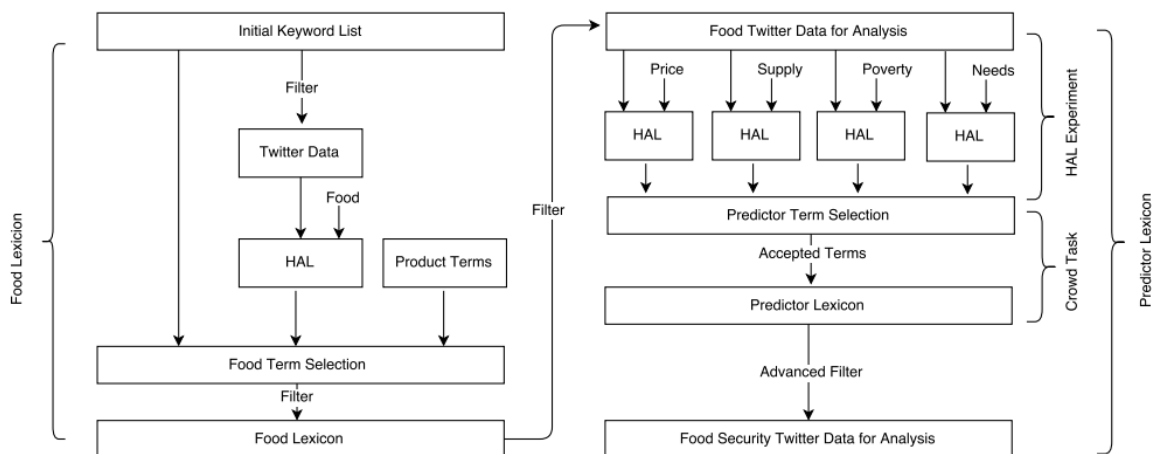 Initial Keyword List
Filter
Twitter Data
Food
HAL
Product Terms
Food Term Selection
Filter
Food Lexicon
Food Lexicion
Filter
Food Twitter Data for Analysis
Price
Supply
Poverty
Needs
HAL
HAL
HAL
HAL
Predictor Term Selection
Accepted Terms
Predictor Lexicon
Advanced Filter
Food Security Twitter Data for Analysis
HAL Experiment
Crowd Task
Predictor Lexicon